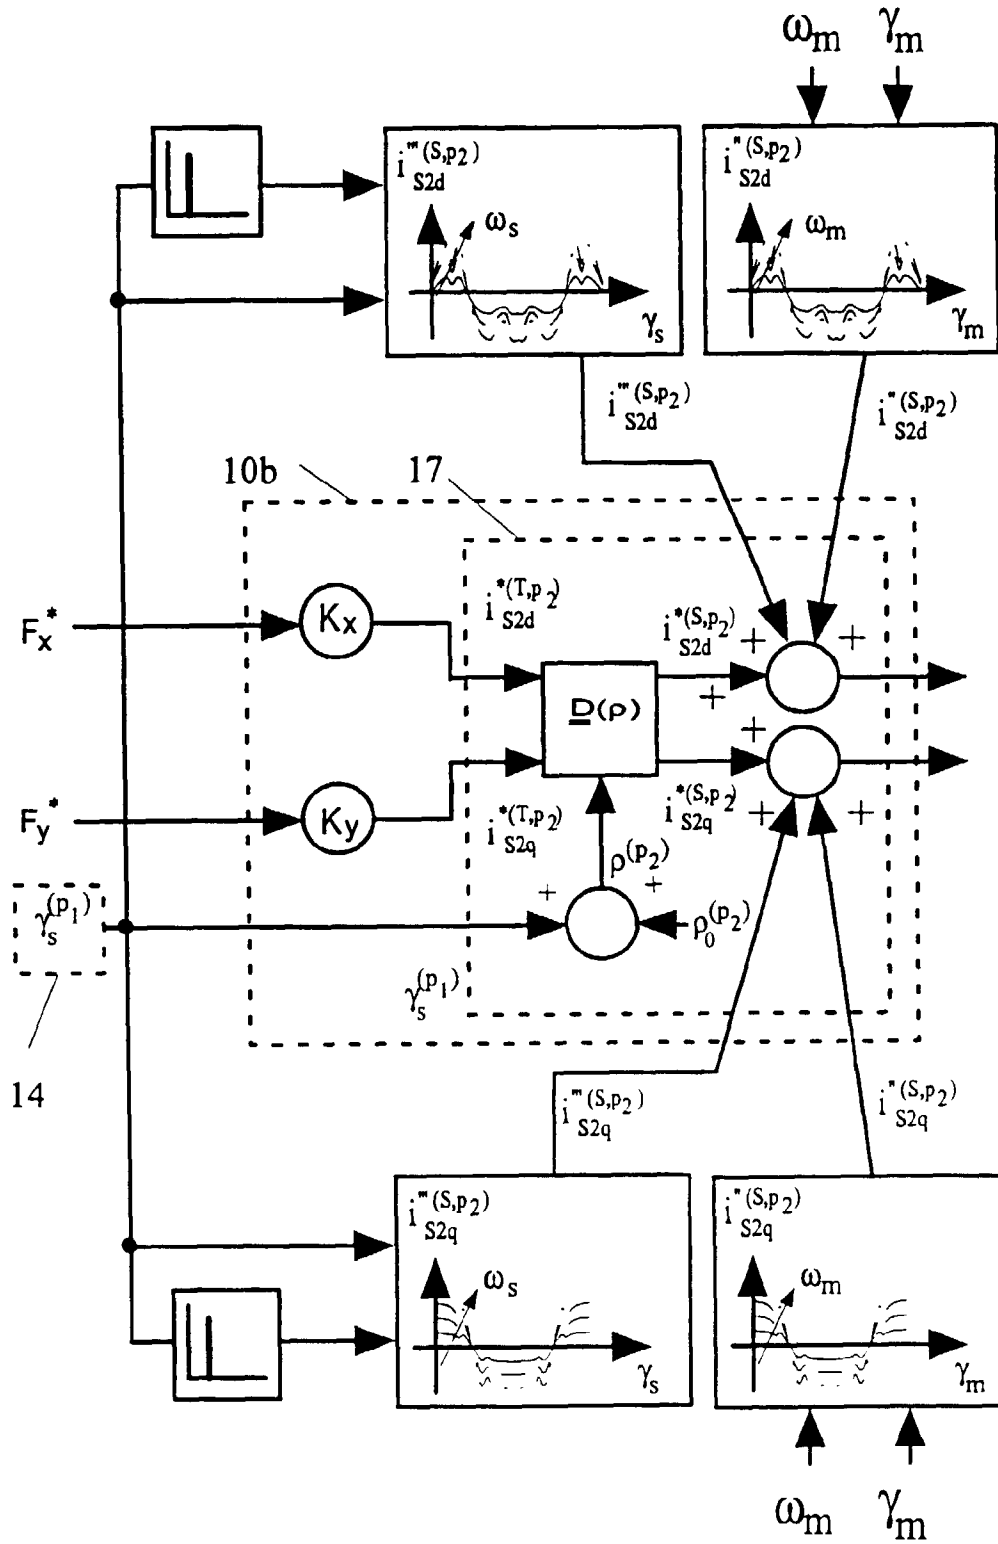 ωm γm
i'''(S,p2) S2d
ωs
γs
i''(S,p2) S2d
ωm
γm
i'''(S,p2) S2d
i''(S,p2) S2d
10b
17
Fx*
Kx
i*(T,p2) S2d
D(ρ)
i*(S,p2) S2d
+ +
+
+
Fy*
Ky
i*(T,p2) S2q
i*(S,p2) S2q
+ +
ρ(p2)
+ +
ρ0(p2)
γs(p1)
γs(p1)
14
i'''(S,p2) S2q
i''(S,p2) S2q
i'''(S,p2) S2q
ωs
γs
i''(S,p2) S2q
ωm
γm
ωm γm